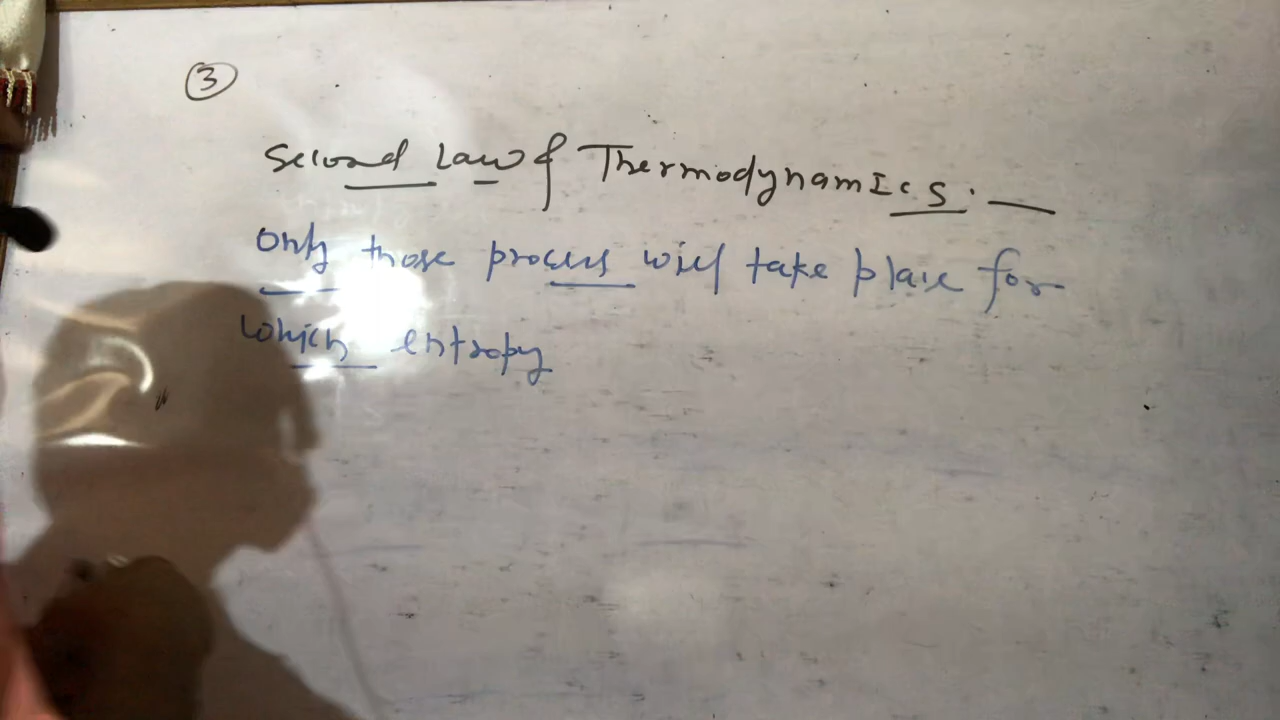 3
Second Law of Thermodynamics :-
Only those process will take place for
which entropy